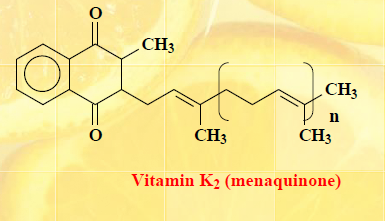 O
CH₃
CH₃
n
O
CH₃
CH₃
Vitamin K₂ (menaquinone)